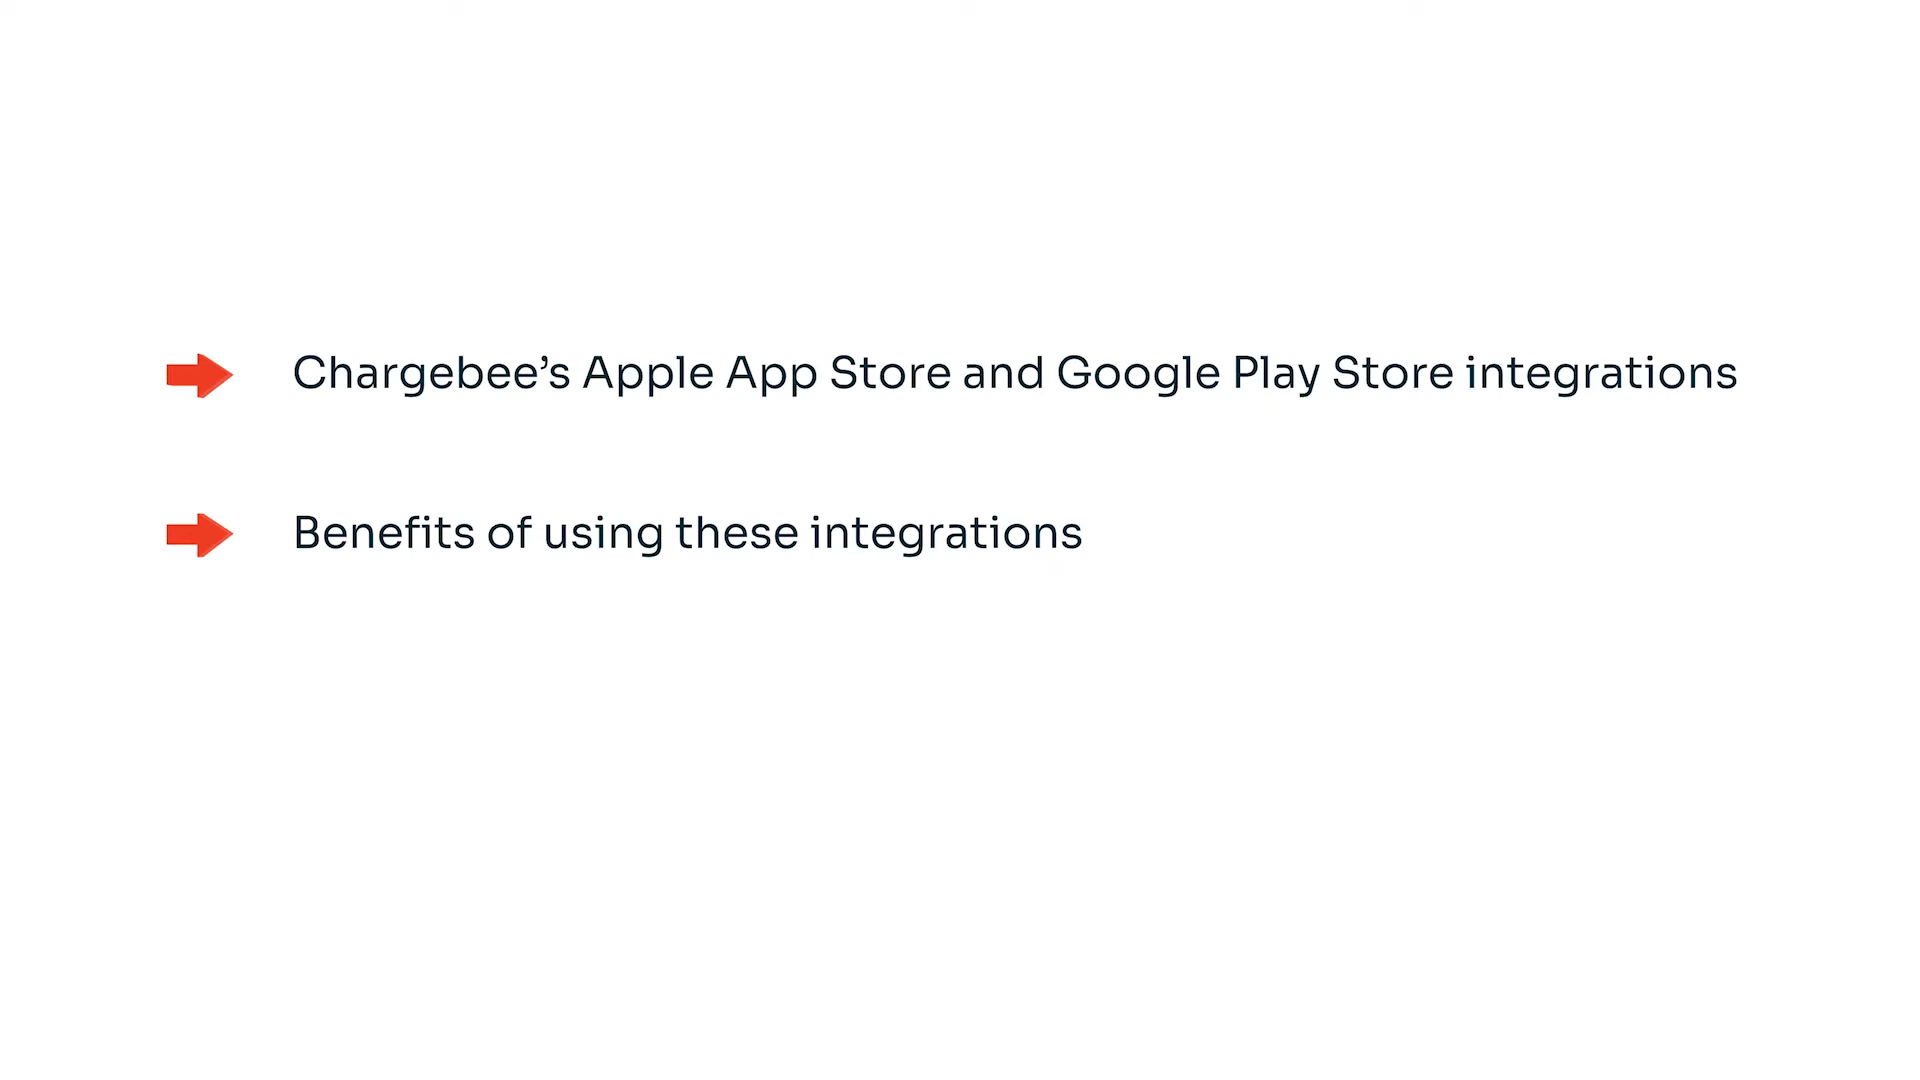 Chargebee’s Apple App Store and Google Play Store integrations
Benefits of using these integrations